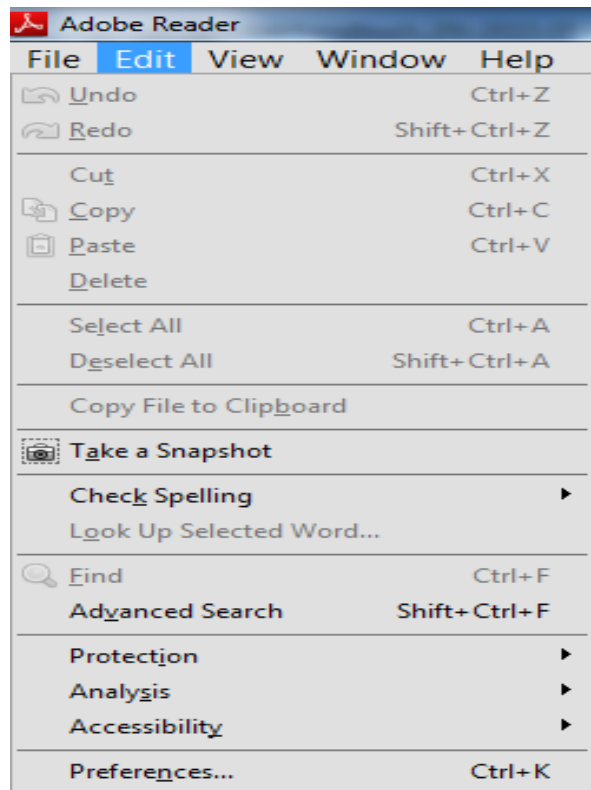 Adobe Reader
File Edit View Window Help
Undo Ctrl+Z
Redo Shift+Ctrl+Z
Cut Ctrl+X
Copy Ctrl+C
Paste Ctrl+V
Delete
Select All Ctrl+A
Deselect All Shift+Ctrl+A
Copy File to Clipboard
Take a Snapshot
Check Spelling
Look Up Selected Word...
Find Ctrl+F
Advanced Search Shift+Ctrl+F
Protection
Analysis
Accessibility
Preferences... Ctrl+K